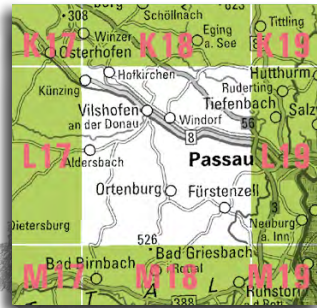 Schöllnach
Tittling
•308
Winzer
Eging
a. See
K17
K18
K19
Osterhofen
Hofkirchen
Hutthurm
Künzing
Ruderting
Vilshofen
Tiefenbach
an der Donau
Windorf
Salz
56
8
Passau
L17
L19
Aldersbach
Ortenburg
Fürstenzell
3
Dietersburg
Neuburg
a. Inn
526
Bad Griesbach
Bad Birnbach
i Rottal
M17
M18
M19
Ruhstorf
T
A
L
388